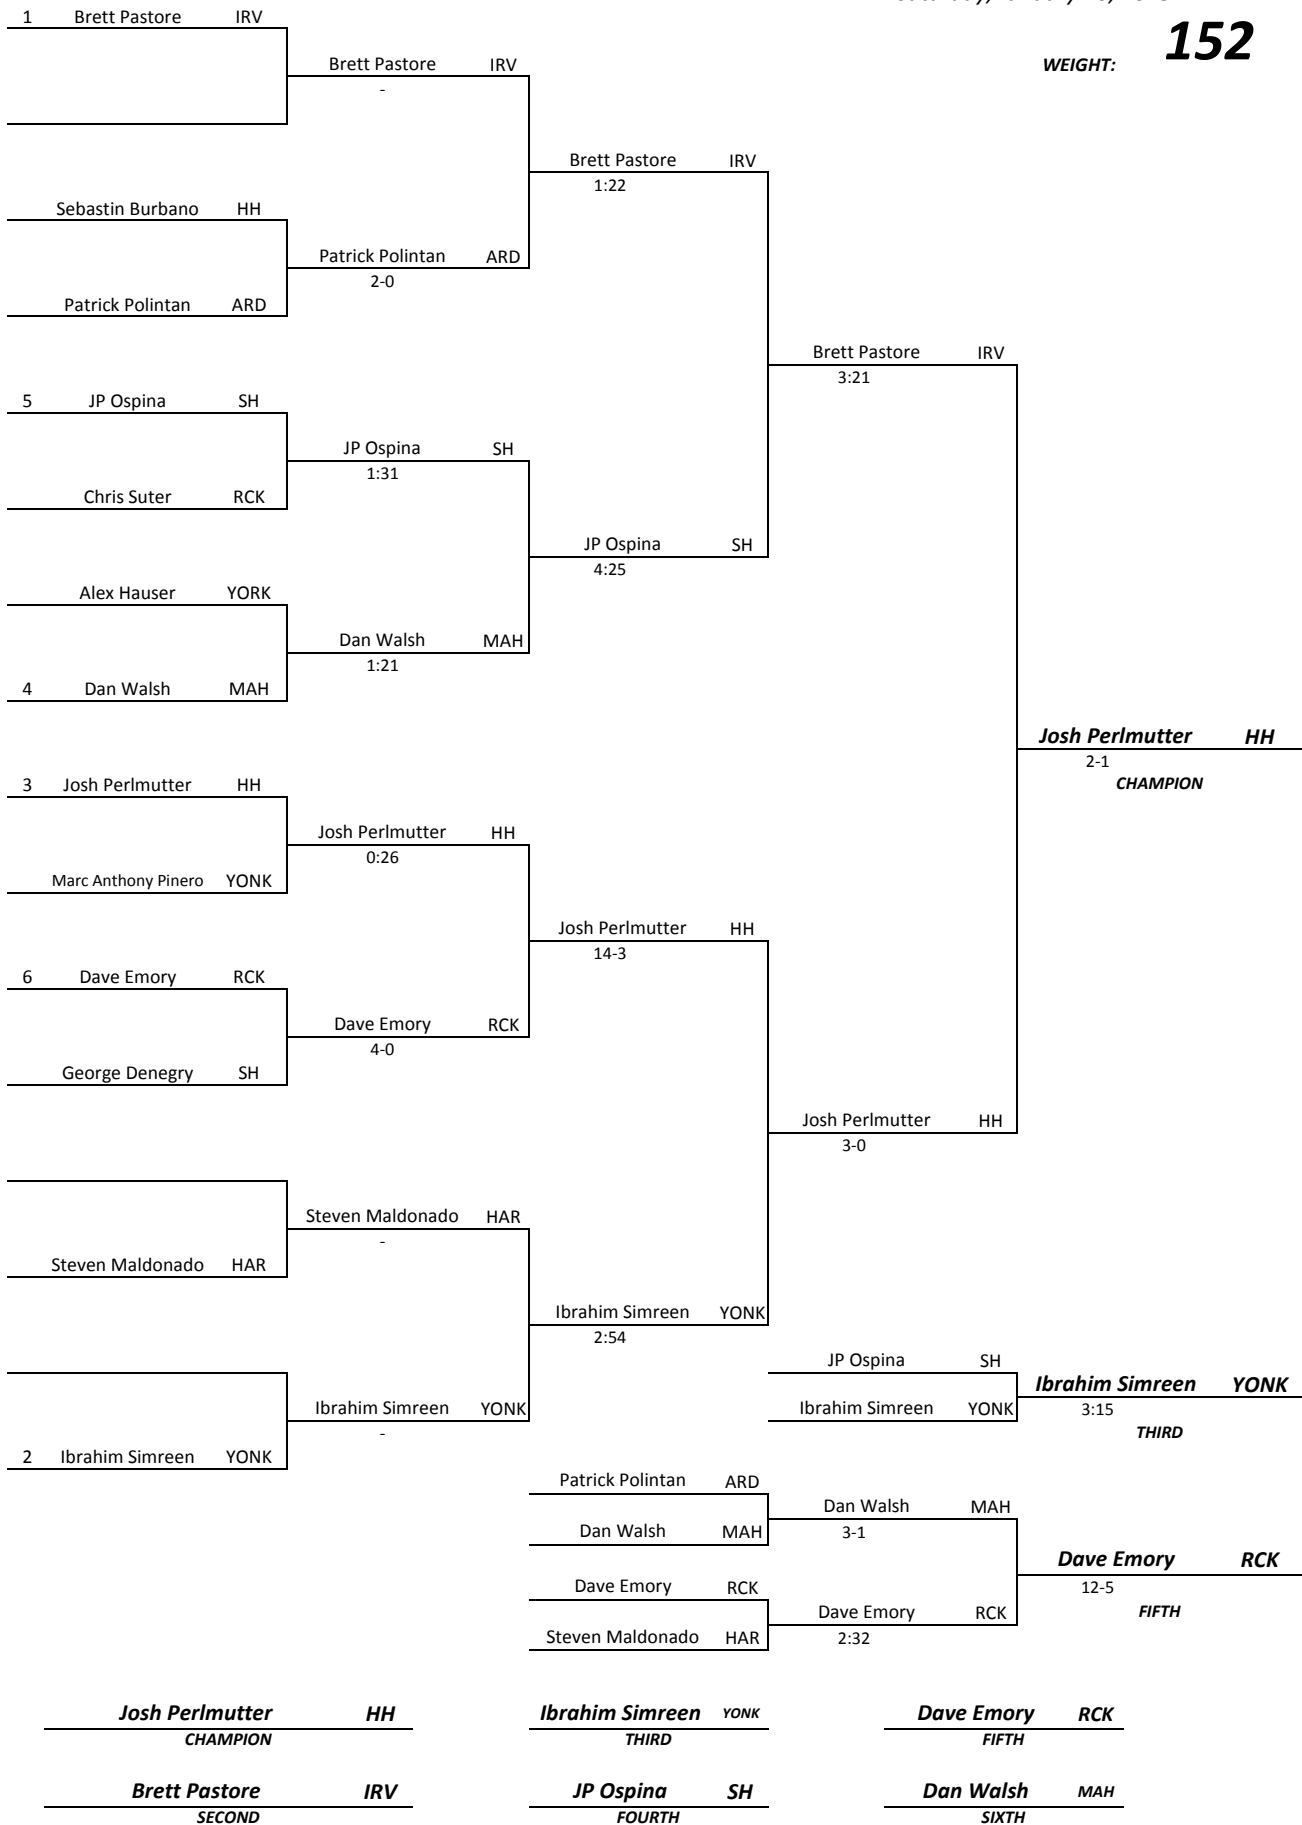 1 Brett Pastore IRV
152
Brett Pastore IRV
WEIGHT:
-
Brett Pastore IRV
1:22
Sebastin Burbano HH
Patrick Polintan ARD
2-0
Patrick Polintan ARD
Brett Pastore IRV
3:21
5 JP Ospina SH
JP Ospina SH
1:31
Chris Suter RCK
JP Ospina SH
4:25
Alex Hauser YORK
Dan Walsh MAH
1:21
4 Dan Walsh MAH
Josh Perlmutter HH
2-1
CHAMPION
3 Josh Perlmutter HH
Josh Perlmutter HH
0:26
Marc Anthony Pinero YONK
Josh Perlmutter HH
14-3
6 Dave Emory RCK
Dave Emory RCK
4-0
George Denegry SH
Josh Perlmutter HH
3-0
Steven Maldonado HAR
-
Steven Maldonado HAR
Ibrahim Simreen YONK
2:54
JP Ospina SH
Ibrahim Simreen YONK
Ibrahim Simreen YONK
Ibrahim Simreen YONK
3:15
-
THIRD
2 Ibrahim Simreen YONK
Patrick Polintan ARD
Dan Walsh MAH
Dan Walsh MAH
3-1
Dave Emory RCK
Dave Emory RCK
12-5
FIFTH
Dave Emory RCK
Steven Maldonado HAR
2:32
Josh Perlmutter HH Ibrahim Simreen YONK Dave Emory RCK
CHAMPION THIRD FIFTH
Brett Pastore IRV JP Ospina SH Dan Walsh MAH
SECOND FOURTH SIXTH